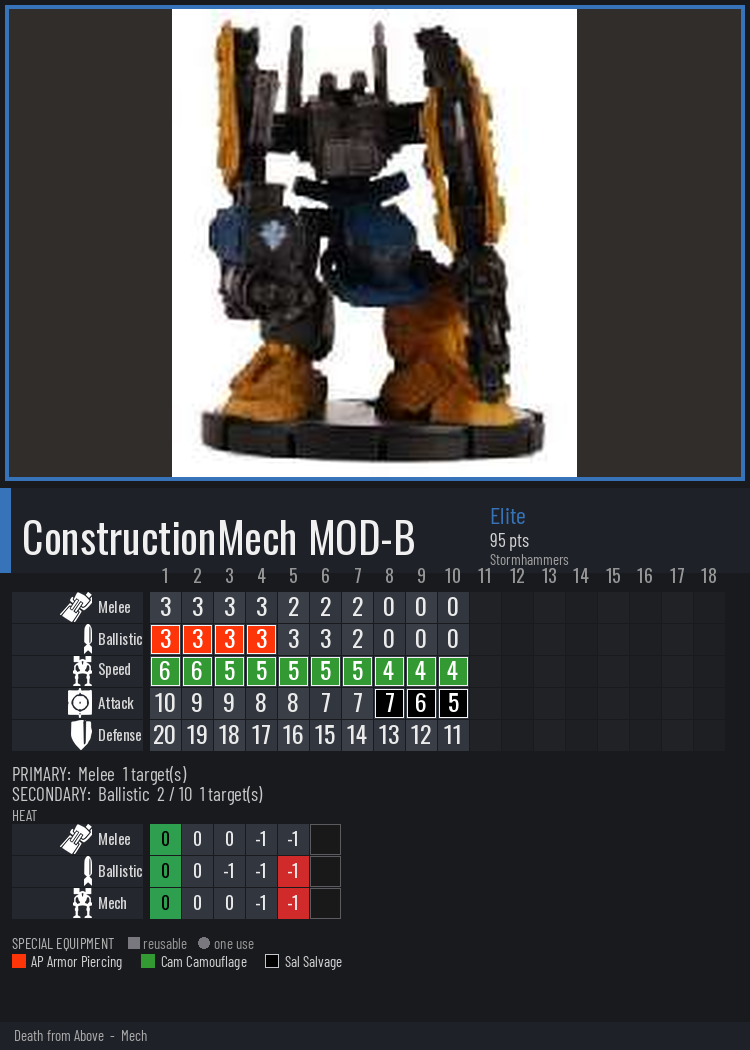 ConstructionMech MOD-B
Elite
95 pts
Stormhammers
1 2 3 4 5 6 7 8 9 10 11 12 13 14 15 16 17 18
Melee 3 3 3 3 2 2 2 0 0 0
Ballistic 3 3 3 3 3 3 2 0 0 0
Speed 6 6 5 5 5 5 5 4 4 4
Attack 10 9 9 8 8 7 7 7 6 5
Defense 20 19 18 17 16 15 14 13 12 11
PRIMARY: Melee 1 target(s)
SECONDARY: Ballistic 2 / 10 1 target(s)
HEAT
Melee 0 0 0 -1 -1
Ballistic 0 0 -1 -1 -1
Mech 0 0 0 -1 -1
SPECIAL EQUIPMENT reusable one use
AP Armor Piercing Cam Camouflage Sal Salvage
Death from Above - Mech